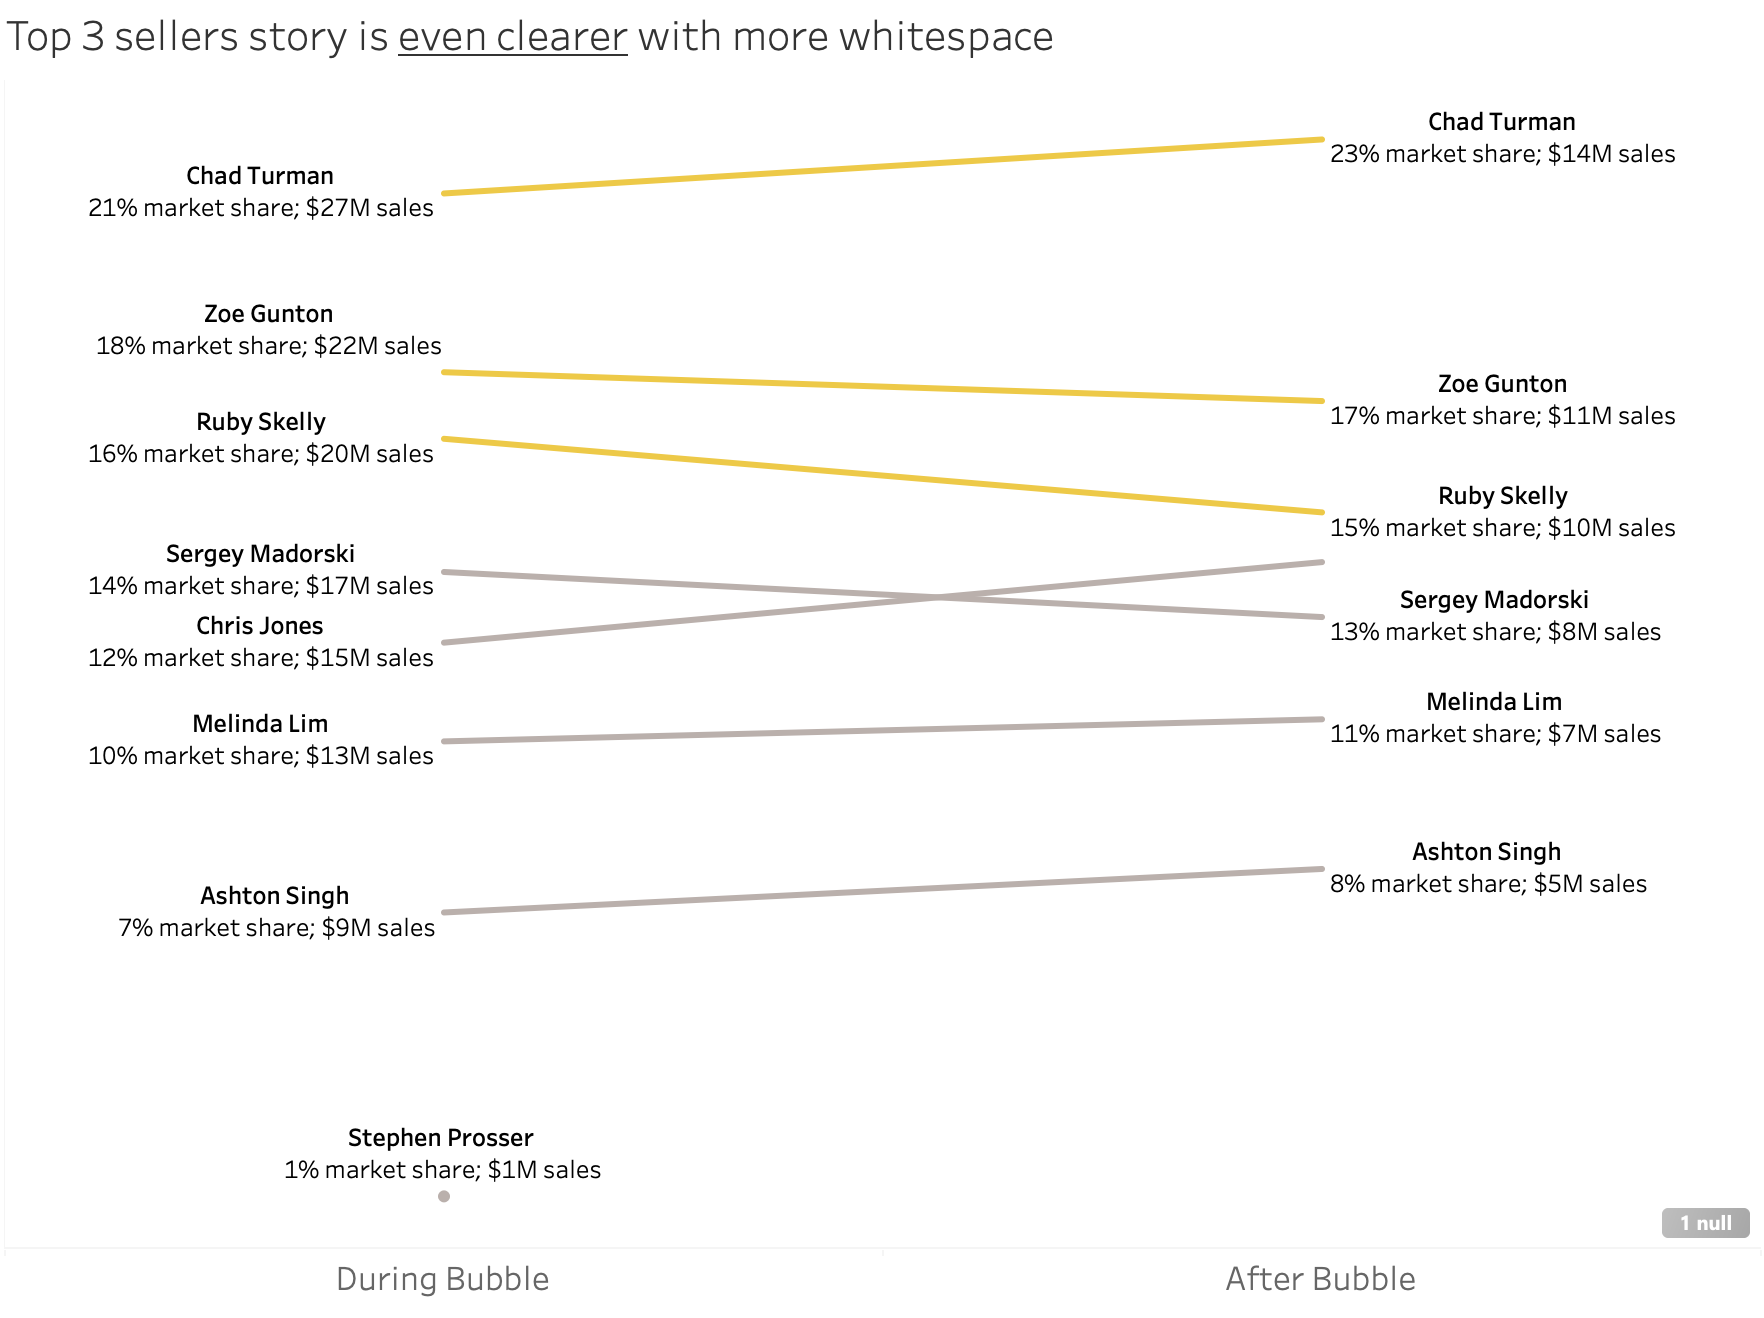 Top 3 sellers story is even clearer with more whitespace
Chad Turman
21% market share; $27M sales
Zoe Gunton
18% market share; $22M sales
Ruby Skelly
16% market share; $20M sales
Sergey Madorski
14% market share; $17M sales
Chris Jones
12% market share; $15M sales
Melinda Lim
10% market share; $13M sales
Ashton Singh
7% market share; $9M sales
Stephen Prosser
1% market share; $1M sales
Chad Turman
23% market share; $14M sales
Zoe Gunton
17% market share; $11M sales
Ruby Skelly
15% market share; $10M sales
Sergey Madorski
13% market share; $8M sales
Melinda Lim
11% market share; $7M sales
Ashton Singh
8% market share; $5M sales
1 null
During Bubble
After Bubble